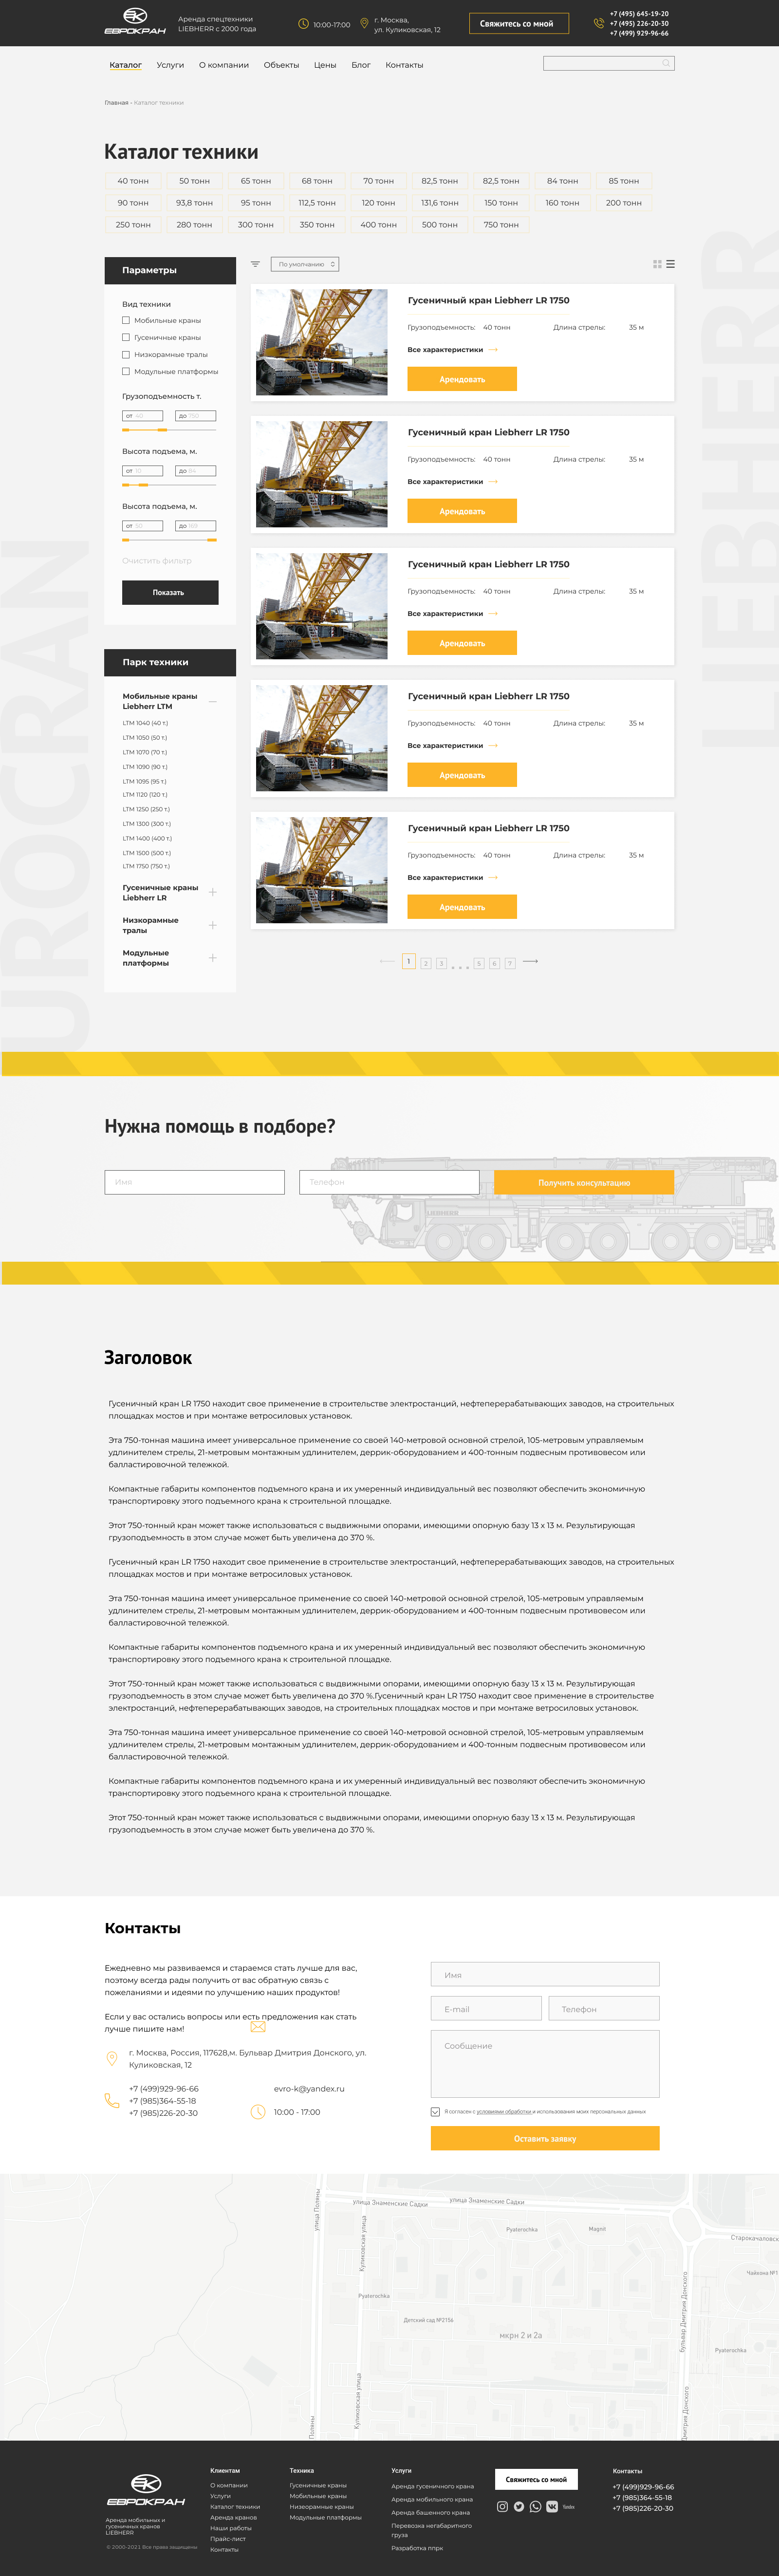 ЕВРОКРАН
Аренда спецтехники
LIEBHERR с 2000 года
10:00-17:00
г. Москва,
ул. Куликовская, 12
Свяжитесь со мной
+7 (495) 645-19-20
+7 (495) 226-20-30
+7 (499) 929-96-66
Каталог Услуги О компании Объекты Цены Блог Контакты
Главная - Каталог техники
Каталог техники
40 тонн 50 тонн 65 тонн 68 тонн 70 тонн 82,5 тонн 82,5 тонн 84 тонн 85 тонн
90 тонн 93,8 тонн 95 тонн 112,5 тонн 120 тонн 131,6 тонн 150 тонн 160 тонн 200 тонн
250 тонн 280 тонн 300 тонн 350 тонн 400 тонн 500 тонн 750 тонн
LIEBHERR
UROCRAN
Параметры
Вид техники
Мобильные краны
Гусеничные краны
Низкорамные тралы
Модульные платформы
Грузоподъемность т.
от 40 до 750
Высота подъема, м.
от 10 до 84
Высота подъема, м.
от 50 до 169
Очистить фильтр
Показать
Парк техники
Мобильные краны
Liebherr LTM
LTM 1040 (40 т.)
LTM 1050 (50 т.)
LTM 1070 (70 т.)
LTM 1090 (90 т.)
LTM 1095 (95 т.)
LTM 1120 (120 т.)
LTM 1250 (250 т.)
LTM 1300 (300 т.)
LTM 1400 (400 т.)
LTM 1500 (500 т.)
LTM 1750 (750 т.)
Гусеничные краны
Liebherr LR
Низкорамные
тралы
Модульные
платформы
По умолчанию
Гусеничный кран Liebherr LR 1750
Грузоподъемность: 40 тонн Длина стрелы: 35 м
Все характеристики
Арендовать
Гусеничный кран Liebherr LR 1750
Грузоподъемность: 40 тонн Длина стрелы: 35 м
Все характеристики
Арендовать
Гусеничный кран Liebherr LR 1750
Грузоподъемность: 40 тонн Длина стрелы: 35 м
Все характеристики
Арендовать
Гусеничный кран Liebherr LR 1750
Грузоподъемность: 40 тонн Длина стрелы: 35 м
Все характеристики
Арендовать
Гусеничный кран Liebherr LR 1750
Грузоподъемность: 40 тонн Длина стрелы: 35 м
Все характеристики
Арендовать
1 2 3 . . . 5 6 7
Нужна помощь в подборе?
Имя Телефон Получить консультацию
Заголовок
Гусеничный кран LR 1750 находит свое применение в строительстве электростанций, нефтеперерабатывающих заводов, на строительных
площадках мостов и при монтаже ветросиловых установок.
Эта 750-тонная машина имеет универсальное применение со своей 140-метровой основной стрелой, 105-метровым управляемым
удлинителем стрелы, 21-метровым монтажным удлинителем, деррик-оборудованием и 400-тонным подвесным противовесом или
балластировочной тележкой.
Компактные габариты компонентов подъемного крана и их умеренный индивидуальный вес позволяют обеспечить экономичную
транспортировку этого подъемного крана к строительной площадке.
Этот 750-тонный кран может также использоваться с выдвижными опорами, имеющими опорную базу 13 x 13 м. Результирующая
грузоподъемность в этом случае может быть увеличена до 370 %.
Гусеничный кран LR 1750 находит свое применение в строительстве электростанций, нефтеперерабатывающих заводов, на строительных
площадках мостов и при монтаже ветросиловых установок.
Эта 750-тонная машина имеет универсальное применение со своей 140-метровой основной стрелой, 105-метровым управляемым
удлинителем стрелы, 21-метровым монтажным удлинителем, деррик-оборудованием и 400-тонным подвесным противовесом или
балластировочной тележкой.
Компактные габариты компонентов подъемного крана и их умеренный индивидуальный вес позволяют обеспечить экономичную
транспортировку этого подъемного крана к строительной площадке.
Этот 750-тонный кран может также использоваться с выдвижными опорами, имеющими опорную базу 13 x 13 м. Результирующая
грузоподъемность в этом случае может быть увеличена до 370 %.Гусеничный кран LR 1750 находит свое применение в строительстве
электростанций, нефтеперерабатывающих заводов, на строительных площадках мостов и при монтаже ветросиловых установок.
Эта 750-тонная машина имеет универсальное применение со своей 140-метровой основной стрелой, 105-метровым управляемым
удлинителем стрелы, 21-метровым монтажным удлинителем, деррик-оборудованием и 400-тонным подвесным противовесом или
балластировочной тележкой.
Компактные габариты компонентов подъемного крана и их умеренный индивидуальный вес позволяют обеспечить экономичную
транспортировку этого подъемного крана к строительной площадке.
Этот 750-тонный кран может также использоваться с выдвижными опорами, имеющими опорную базу 13 x 13 м. Результирующая
грузоподъемность в этом случае может быть увеличена до 370 %.
Контакты
Ежедневно мы развиваемся и стараемся стать лучше для вас,
поэтому всегда рады получить от вас обратную связь с
пожеланиями и идеями по улучшению наших продуктов!
Если у вас остались вопросы или есть предложения как стать
лучше пишите нам!
г. Москва, Россия, 117628,м. Бульвар Дмитрия Донского, ул.
Куликовская, 12
+7 (499)929-96-66
+7 (985)364-55-18
+7 (985)226-20-30
evro-k@yandex.ru
10:00 - 17:00
Имя
E-mail Телефон
Сообщение
Я согласен с условиями обработки и использования моих персональных данных
Оставить заявку
улица Поляны
улица Знаменские Садки
улица Знаменские Садки
Куликовская улица
Pyaterochka
Magnit
Старокачаловск
Чайхона №1
Pyaterochka
Детский сад №2156
мкрн 2 и 2а
Бульвар Дмитрия Донского
Pyaterochka
Куликовская улица
Поляны
Дмитрия Донского
ЕВРОКРАН
Аренда мобильных и
гусеничных кранов
LIEBHERR
© 2000-2021 Все права защищены
Клиентам
О компании
Услуги
Каталог техники
Аренда кранов
Наши работы
Прайс-лист
Контакты
Техника
Гусеничные краны
Мобильные краны
Низкорамные краны
Модульные платформы
Услуги
Аренда гусеничного крана
Аренда мобильного крана
Аренда башенного крана
Перевозка негабаритного
груза
Разработка ппрк
Свяжитесь со мной
Yandex
Контакты
+7 (499)929-96-66
+7 (985)364-55-18
+7 (985)226-20-30